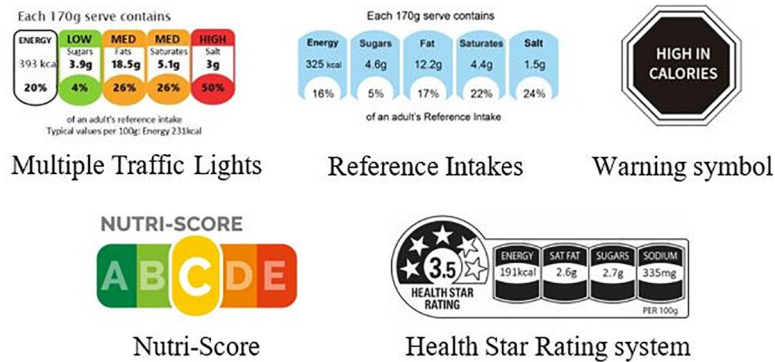 Each 170g serve contains
ENERGY LOW MED MED HIGH
Sugars Fats Saturates Salt
393 kcal 3.9g 18.5g 5.1g 3g
20% 4% 26% 26% 50%
of an adult's reference intake
Typical values per 100g: Energy 231kcal
Multiple Traffic Lights
Each 170g serve contains
Energy Sugars Fat Saturates Salt
325 kcal 4.6g 12.2g 4.4g 1.5g
16% 5% 17% 22% 24%
of an adult's Reference Intake
Reference Intakes
HIGH IN
CALORIES
Warning symbol
NUTRI-SCORE
A B C D E
Nutri-Score
3.5
HEALTH STAR
RATING
ENERGY SAT FAT SUGARS SODIUM
191kcal 2.6g 2.7g 335mg
PER 100g
Health Star Rating system